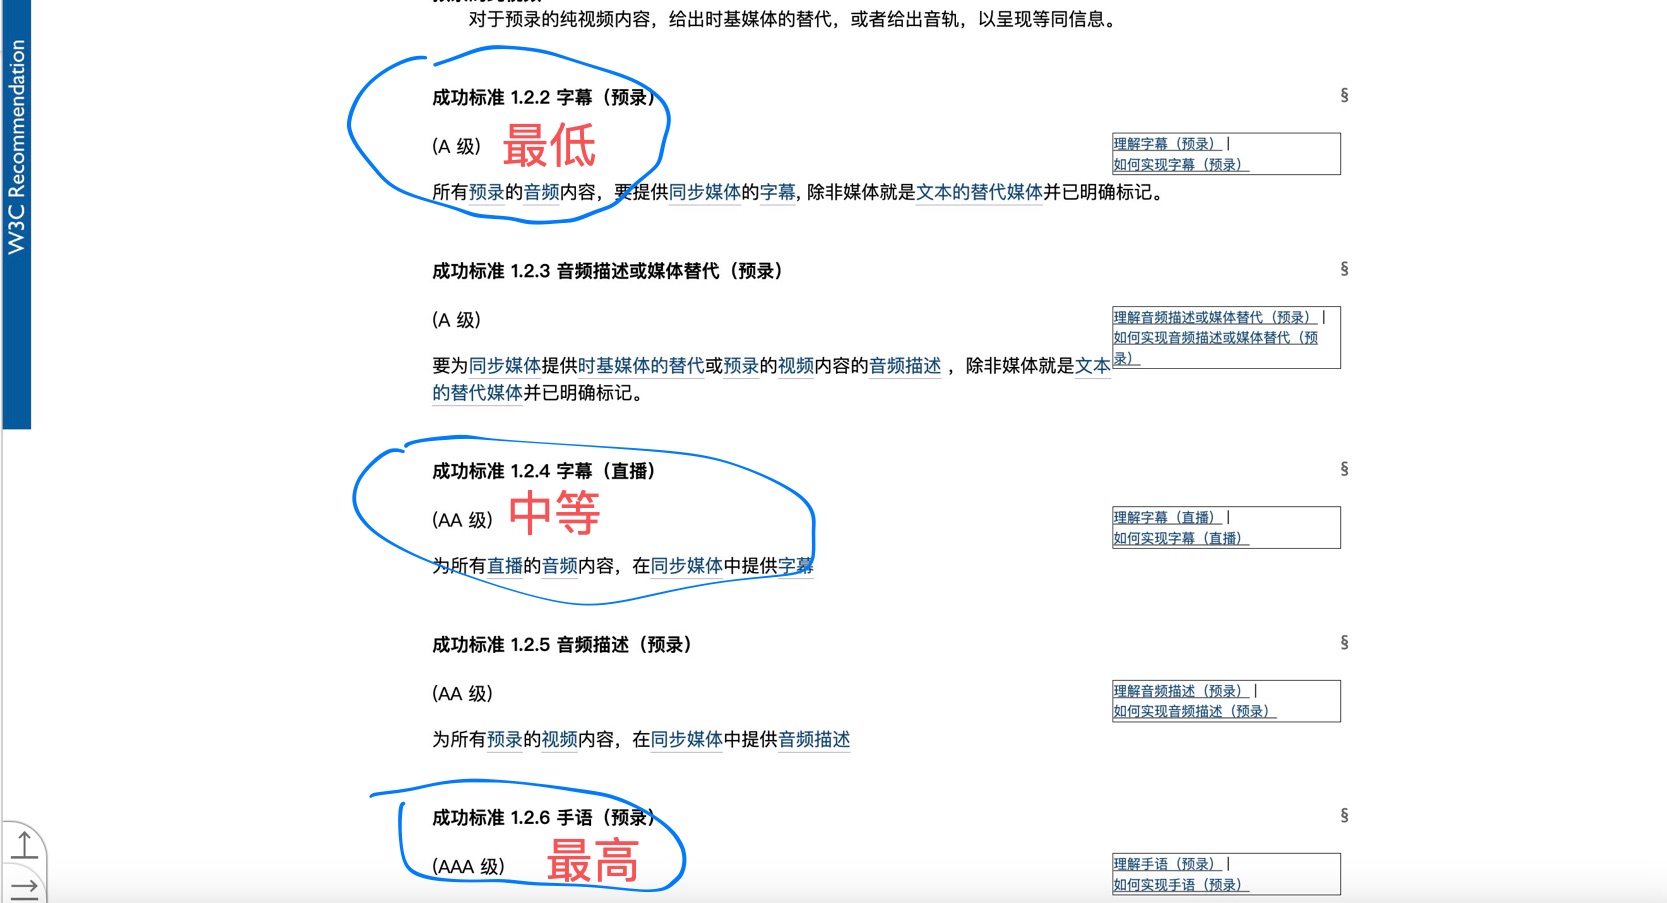 对于预录的纯视频内容，给出时基媒体的替代，或者给出音轨，以呈现等同信息。
W3C Recommendation
成功标准 1.2.2 字幕（预录）
§
(A 级)
最低
理解字幕（预录） |
如何实现字幕（预录）
所有预录的音频内容，要提供同步媒体的字幕, 除非媒体就是文本的替代媒体并已明确标记。
成功标准 1.2.3 音频描述或媒体替代（预录）
§
(A 级)
理解音频描述或媒体替代（预录） |
如何实现音频描述或媒体替代（预
录）
要为同步媒体提供时基媒体的替代或预录的视频内容的音频描述 ，除非媒体就是文本
的替代媒体并已明确标记。
成功标准 1.2.4 字幕（直播）
§
(AA 级)
中等
理解字幕（直播） |
如何实现字幕（直播）
为所有直播的音频内容，在同步媒体中提供字幕
成功标准 1.2.5 音频描述（预录）
§
(AA 级)
理解音频描述（预录） |
如何实现音频描述（预录）
为所有预录的视频内容，在同步媒体中提供音频描述
成功标准 1.2.6 手语（预录）
§
(AAA 级)
最高
理解手语（预录） |
如何实现手语（预录）